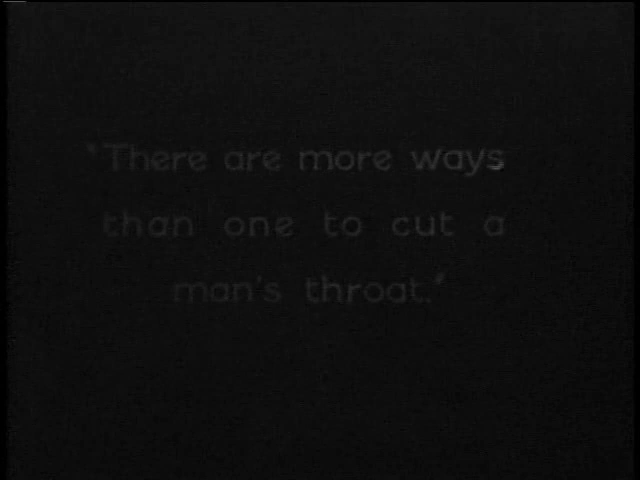 "There are more ways
than one to cut a
man's throat."